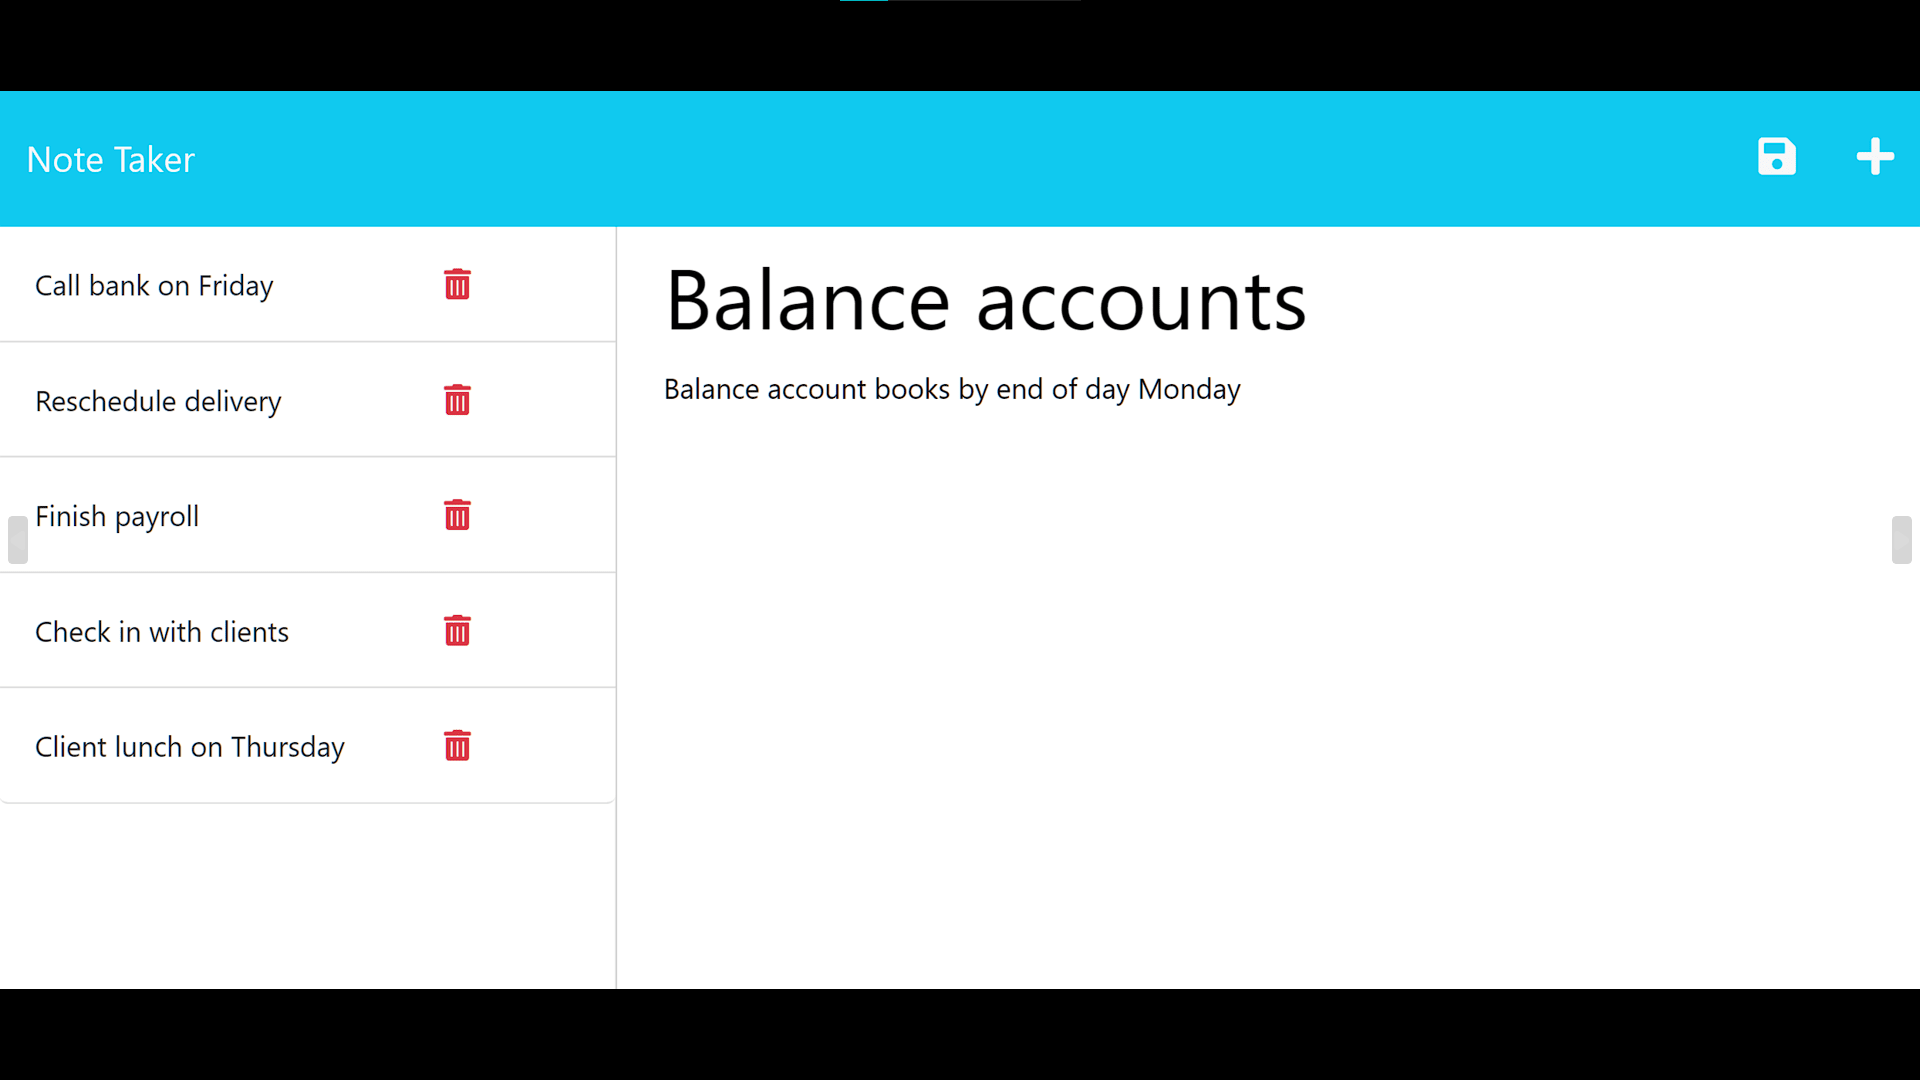 Note Taker
Call bank on Friday
Reschedule delivery
Finish payroll
Check in with clients
Client lunch on Thursday
Balance accounts
Balance account books by end of day Monday